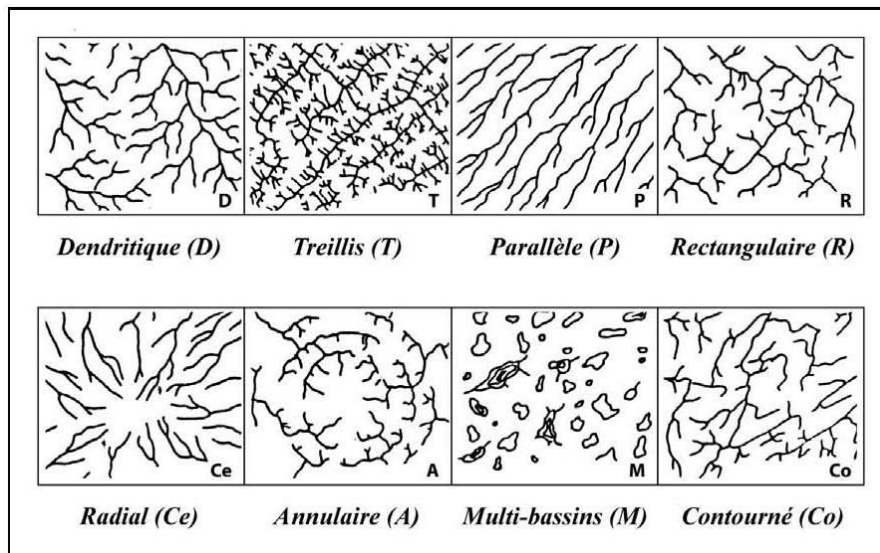 D T P R
Dendritique (D) Treillis (T) Parallèle (P) Rectangulaire (R)
Ce A M Co
Radial (Ce) Annulaire (A) Multi-bassins (M) Contourné (Co)